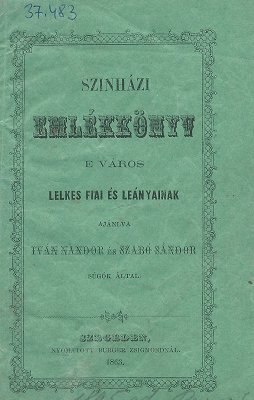 37.483
SZINHÁZI
EMLÉKKÖNYV
E VÁROS
LELKES FIAI ÉS LEÁNYAINAK
AJÁNLVA
IVÁN NÁNDOR ÉS SZABÓ SÁNDOR
SÚGÓK ÁLTAL.
SZEGEDEN,
NYOMATOTT BURGER ZSIGMONDNÁL.
1863.